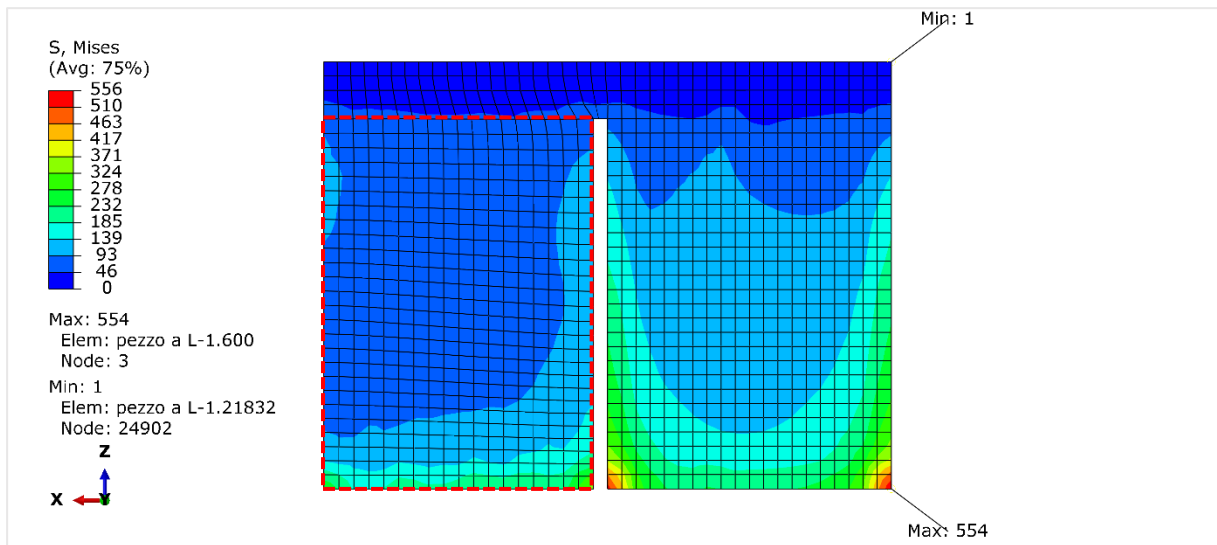 Min: 1
S, Mises
(Avg: 75%)
556
510
463
417
371
324
278
232
185
139
93
46
0
Max: 554
Elem: pezzo a L-1.600
Node: 3
Min: 1
Elem: pezzo a L-1.21832
Node: 24902
Z
X
Y
Max: 554